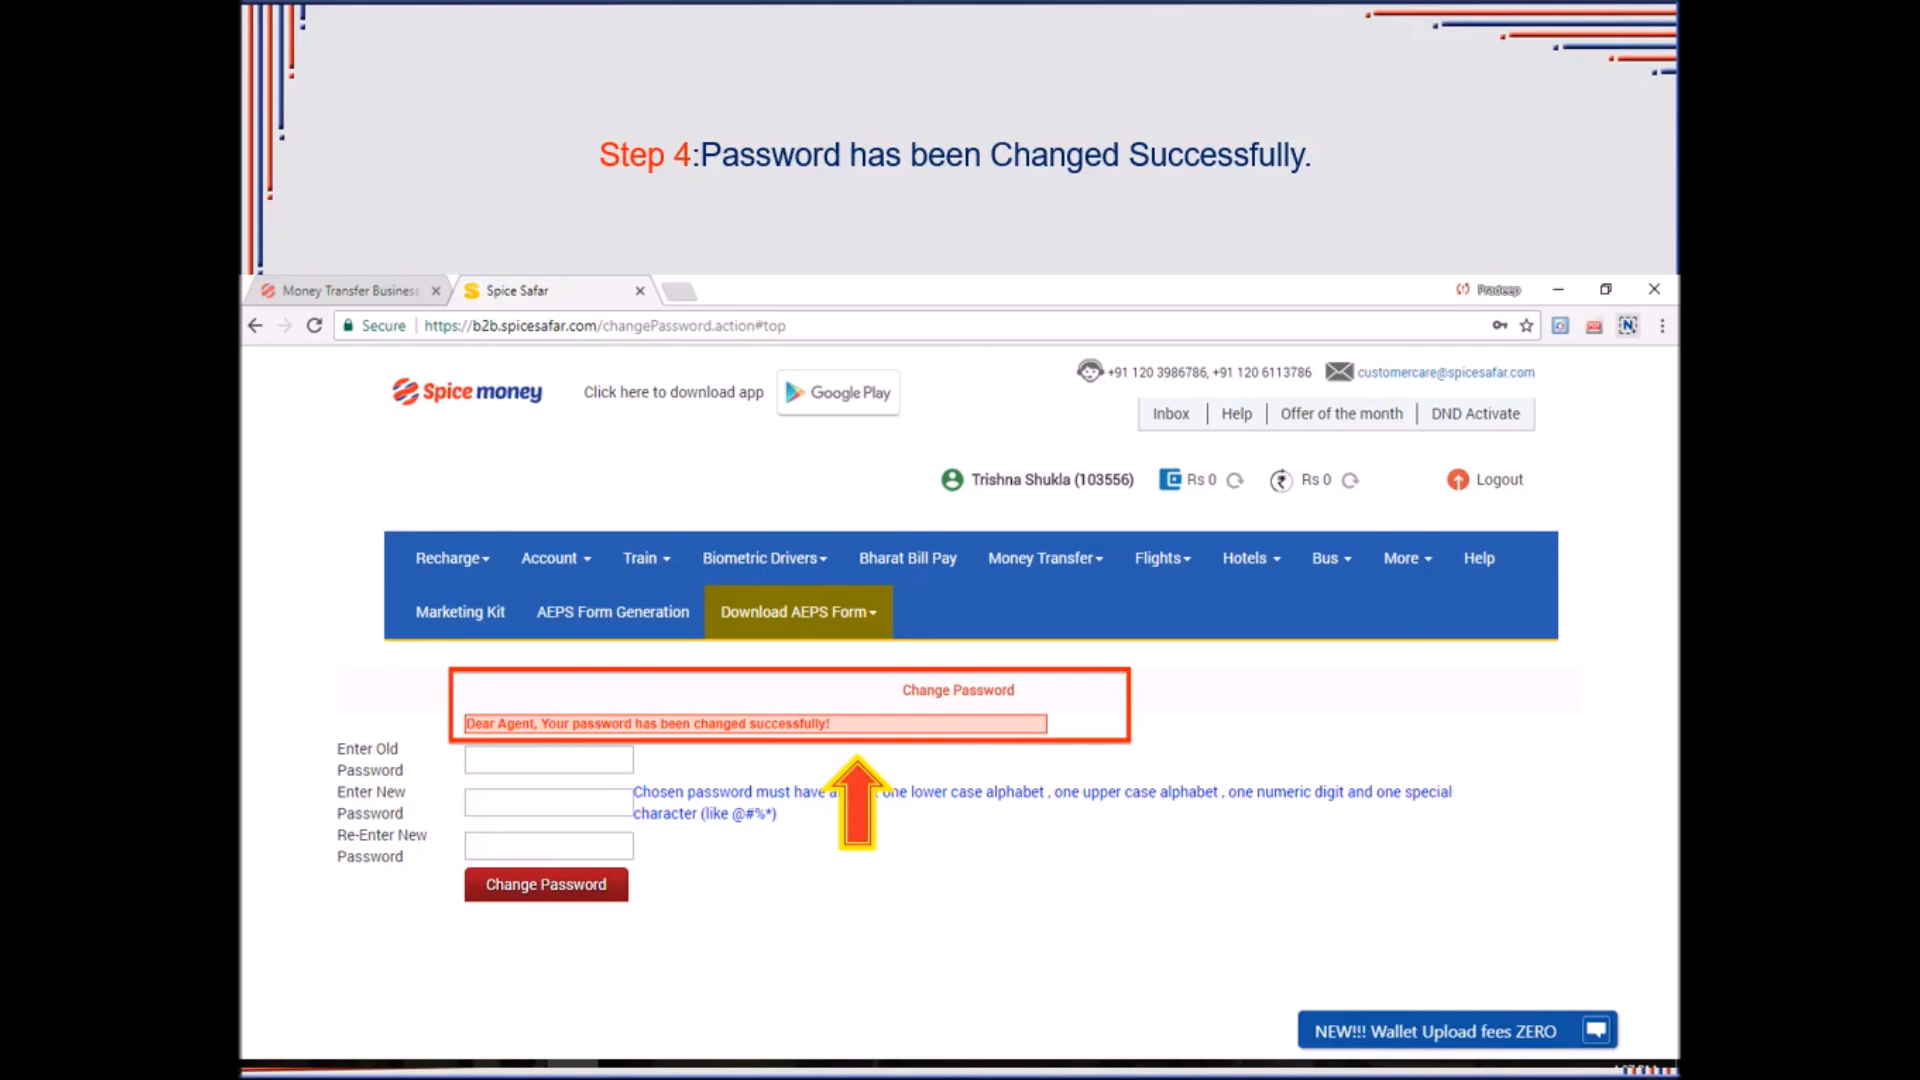 Step 4:Password has been Changed Successfully.
Money Transfer Business
Spice Safar
Pradeep
Secure
https://b2b.spicesafar.com/changePassword.action#top
Spice money
Click here to download app
Google Play
+91 120 3986786, +91 120 6113786
customercare@spicesafar.com
Inbox | Help | Offer of the month | DND Activate
Trishna Shukla (103556)
Rs 0
Rs 0
Logout
Recharge Account Train Biometric Drivers Bharat Bill Pay Money Transfer Flights Hotels Bus More Help
Marketing Kit AEPS Form Generation Download AEPS Form
Change Password
Dear Agent, Your password has been changed successfully!
Enter Old
Password
Enter New
Password
Chosen password must have one lower case alphabet , one upper case alphabet , one numeric digit and one special
character (like @#%*)
Re-Enter New
Password
Change Password
NEW!!! Wallet Upload fees ZERO